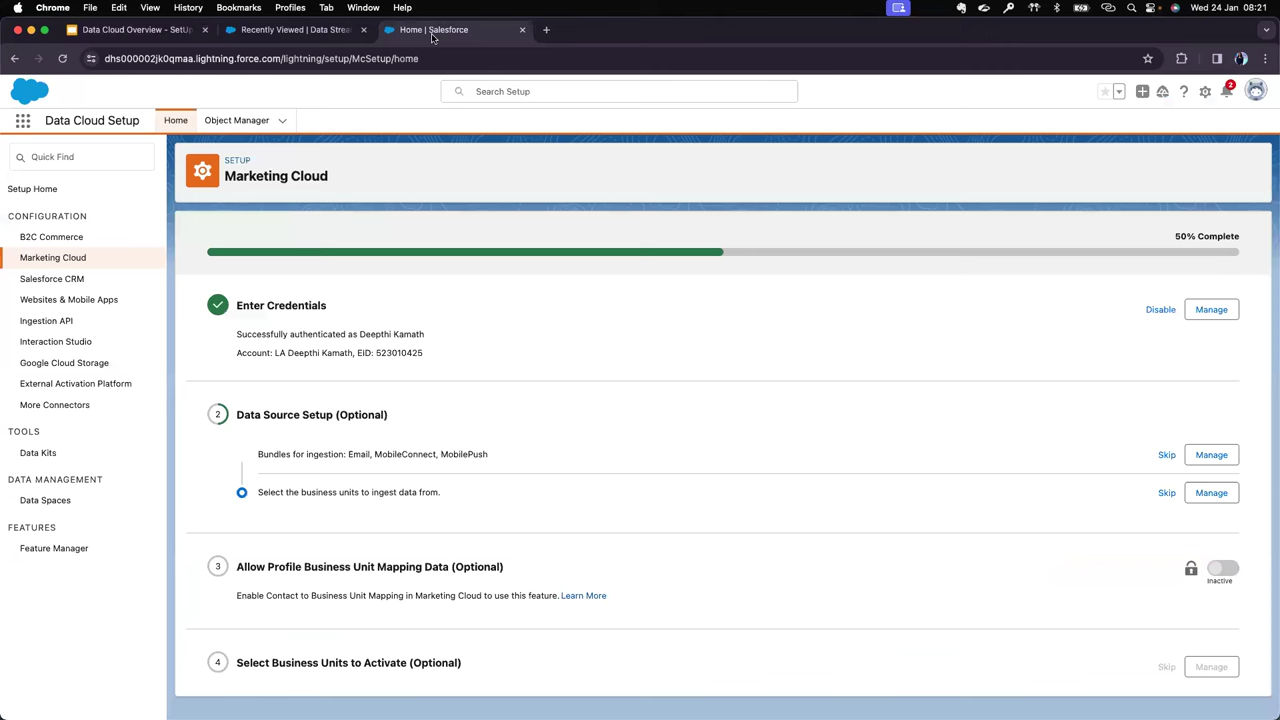 Chrome File Edit View History Bookmarks Profiles Tab Window Help Wed 24 Jan 08:21
Data Cloud Overview - SetU Recently Viewed | Data Strea Home | Salesforce
dhs000002jk0qmaa.lightning.force.com/lightning/setup/McSetup/home
Search Setup
2
Data Cloud Setup Home Object Manager
Quick Find
Setup Home
CONFIGURATION
B2C Commerce
Marketing Cloud
Salesforce CRM
Websites & Mobile Apps
Ingestion API
Interaction Studio
Google Cloud Storage
External Activation Platform
More Connectors
TOOLS
Data Kits
DATA MANAGEMENT
Data Spaces
FEATURES
Feature Manager
SETUP
Marketing Cloud
50% Complete
Enter Credentials
Disable Manage
Successfully authenticated as Deepthi Kamath
Account: LA Deepthi Kamath, EID: 523010425
2 Data Source Setup (Optional)
Bundles for ingestion: Email, MobileConnect, MobilePush Skip Manage
Select the business units to ingest data from. Skip Manage
3 Allow Profile Business Unit Mapping Data (Optional)
Inactive
Enable Contact to Business Unit Mapping in Marketing Cloud to use this feature. Learn More
4 Select Business Units to Activate (Optional) Skip Manage